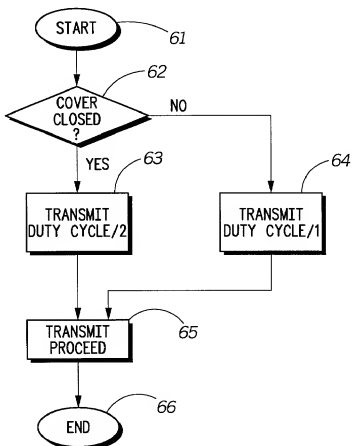 START
61
62
COVER
CLOSED
?
NO
YES
63
64
TRANSMIT
DUTY CYCLE/2
TRANSMIT
DUTY CYCLE/1
TRANSMIT
PROCEED
65
END
66